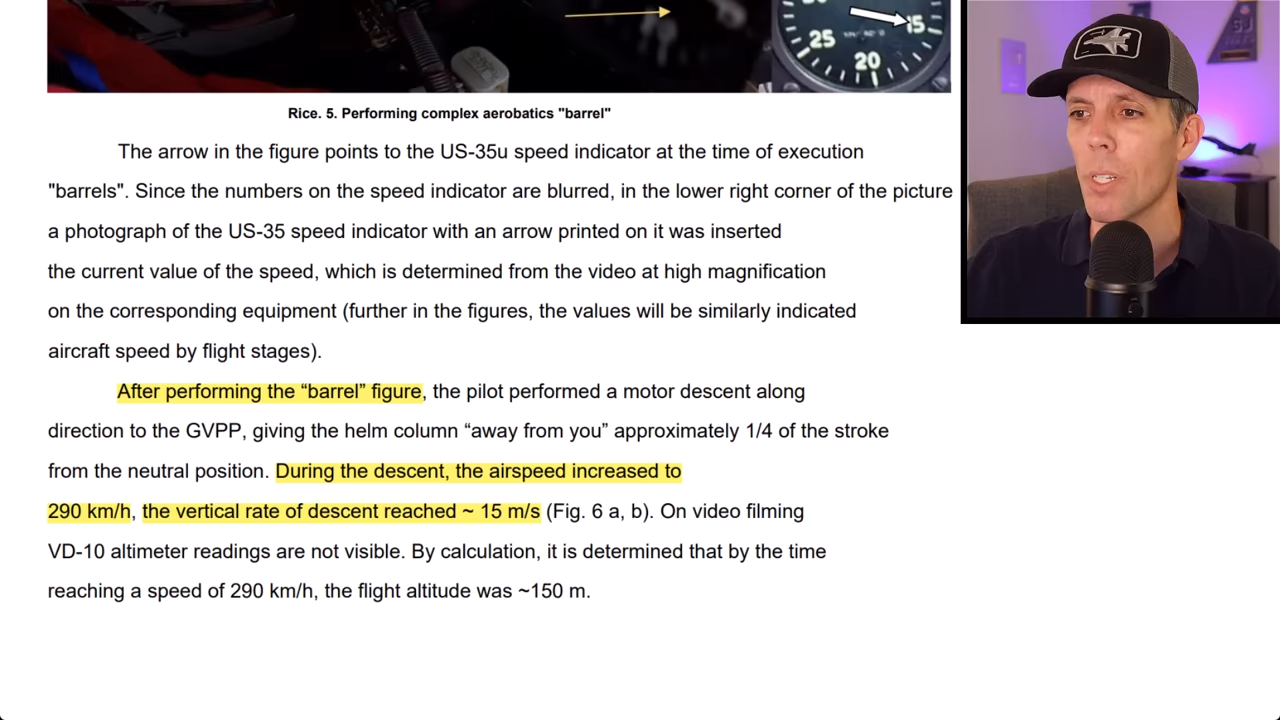 15
25
20
Rice. 5. Performing complex aerobatics "barrel"
The arrow in the figure points to the US-35u speed indicator at the time of execution
"barrels". Since the numbers on the speed indicator are blurred, in the lower right corner of the picture
a photograph of the US-35 speed indicator with an arrow printed on it was inserted
the current value of the speed, which is determined from the video at high magnification
on the corresponding equipment (further in the figures, the values will be similarly indicated
aircraft speed by flight stages).
After performing the “barrel” figure, the pilot performed a motor descent along
direction to the GVPP, giving the helm column “away from you” approximately 1/4 of the stroke
from the neutral position. During the descent, the airspeed increased to
290 km/h, the vertical rate of descent reached ~ 15 m/s (Fig. 6 a, b). On video filming
VD-10 altimeter readings are not visible. By calculation, it is determined that by the time
reaching a speed of 290 km/h, the flight altitude was ~150 m.